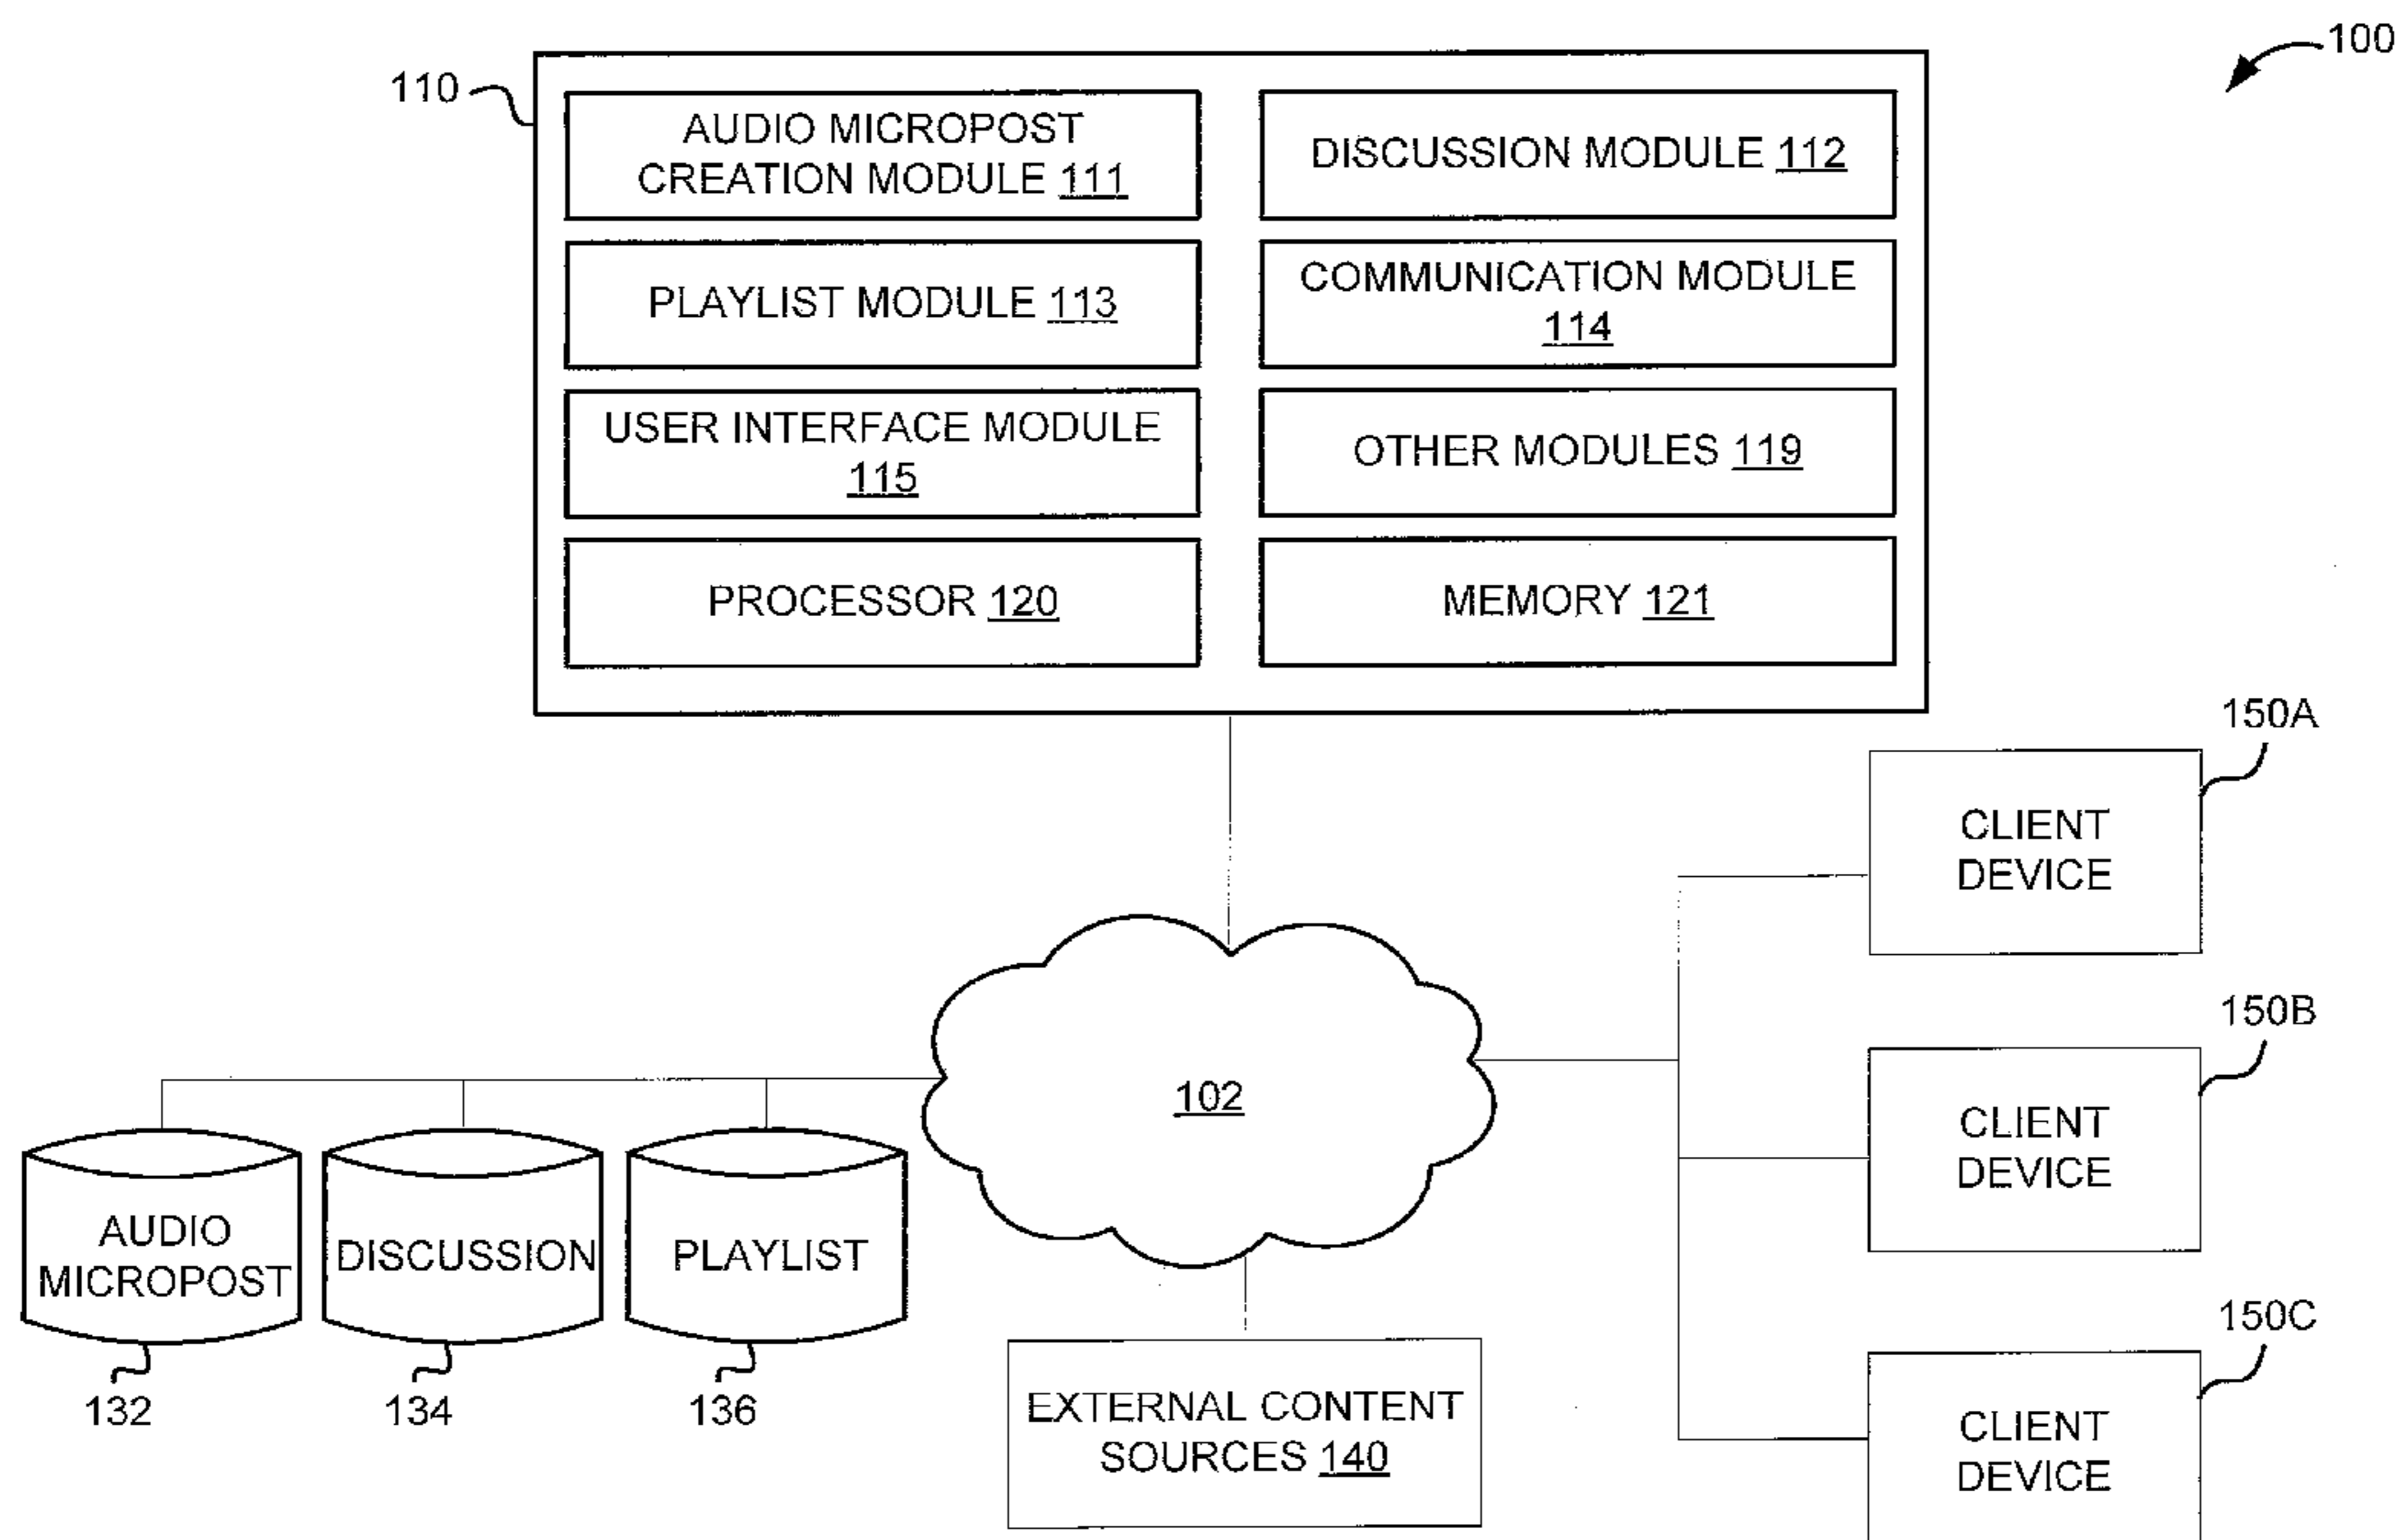 100
110
AUDIO MICROPOST
CREATION MODULE 111
DISCUSSION MODULE 112
PLAYLIST MODULE 113
COMMUNICATION MODULE
114
USER INTERFACE MODULE
115
OTHER MODULES 119
PROCESSOR 120
MEMORY 121
150A
CLIENT
DEVICE
150B
CLIENT
DEVICE
150C
CLIENT
DEVICE
102
AUDIO
MICROPOST
DISCUSSION
PLAYLIST
132
134
136
EXTERNAL CONTENT
SOURCES 140